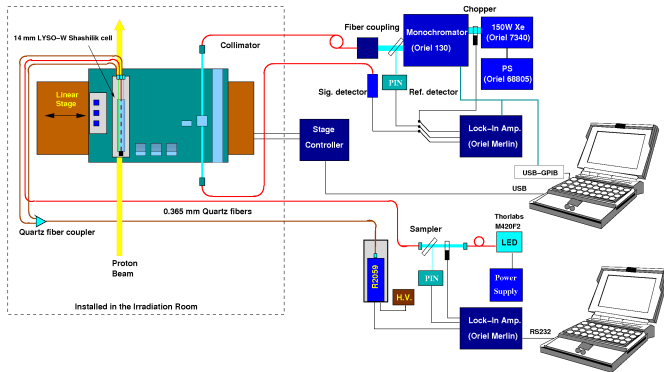 14 mm LYSO-W Shashilik cell
Collimator
Fiber coupling
Monochromator
(Oriel 130)
Chopper
150W Xe
(Oriel 7340)
PS
(Oriel 68805)
Linear
Stage
Sig. detector
PIN
Ref. detector
Stage
Controller
Lock-In Amp.
(Oriel Merlin)
USB-GPIB
USB
0.365 mm Quartz fibers
Quartz fiber coupler
Proton
Beam
Installed in the Irradiation Room
Sampler
Thorlabs
M420F2
LED
R2059
PIN
H.V.
Power
Supply
Lock-In Amp.
(Oriel Merlin)
RS232